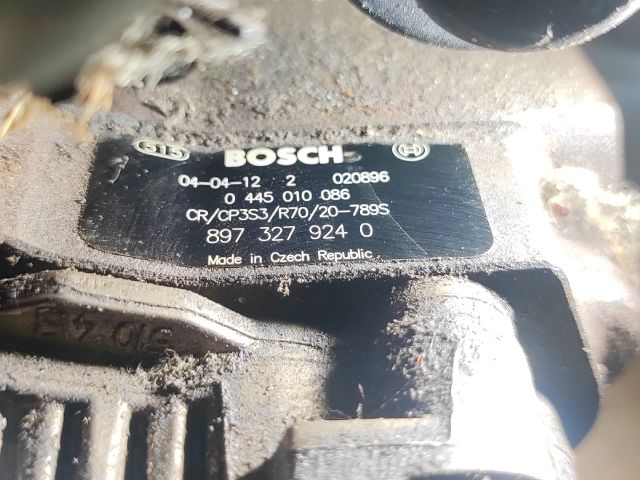 615 BOSCH
04-04-12 2 020896
0 445 010 086
CR/CP3S3/R70/20-789S
897 327 924 0
Made in Czech Republic